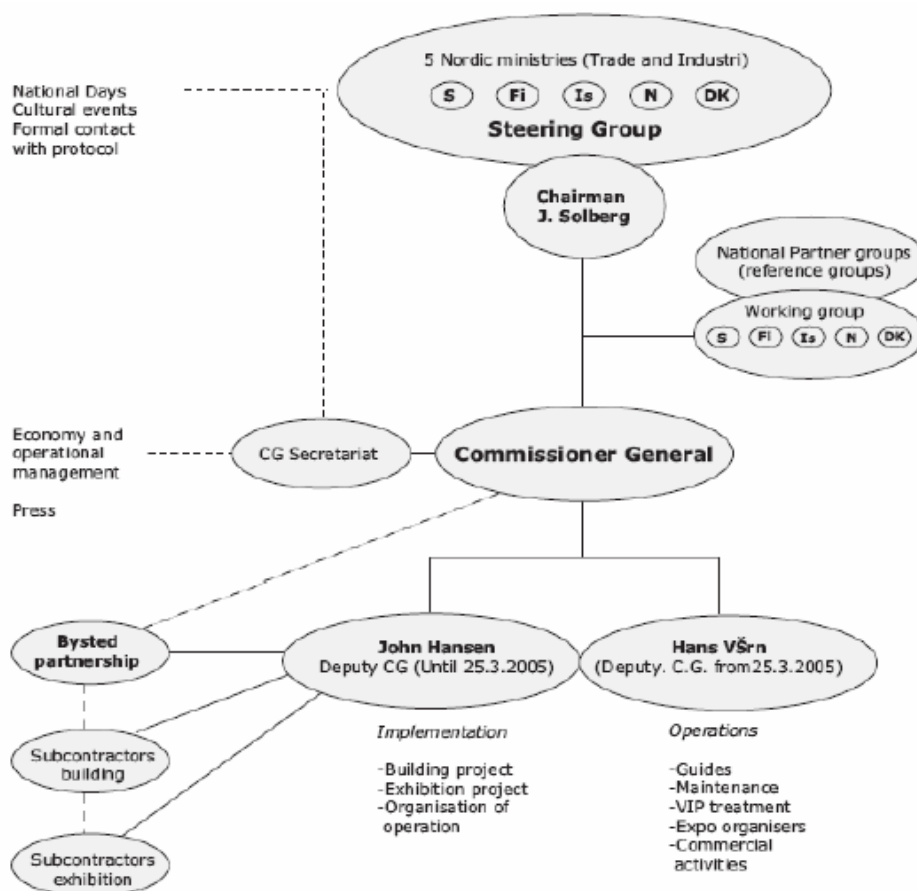 5 Nordic ministries (Trade and Industri)
S Fi Is N DK
Steering Group
National Days
Cultural events
Formal contact
with protocol
Chairman
J. Solberg
National Partner groups
(reference groups)
Working group
S Fi Is N DK
Economy and
operational
management
Press
CG Secretariat
Commissioner General
Bysted
partnership
John Hansen
Deputy CG (Until 25.3.2005)
Hans VŠrn
(Deputy. C.G. from25.3.2005)
Subcontractors
building
Subcontractors
exhibition
Implementation
-Building project
-Exhibition project
-Organisation of
operation
Operations
-Guides
-Maintenance
-VIP treatment
-Expo organisers
-Commercial
activities